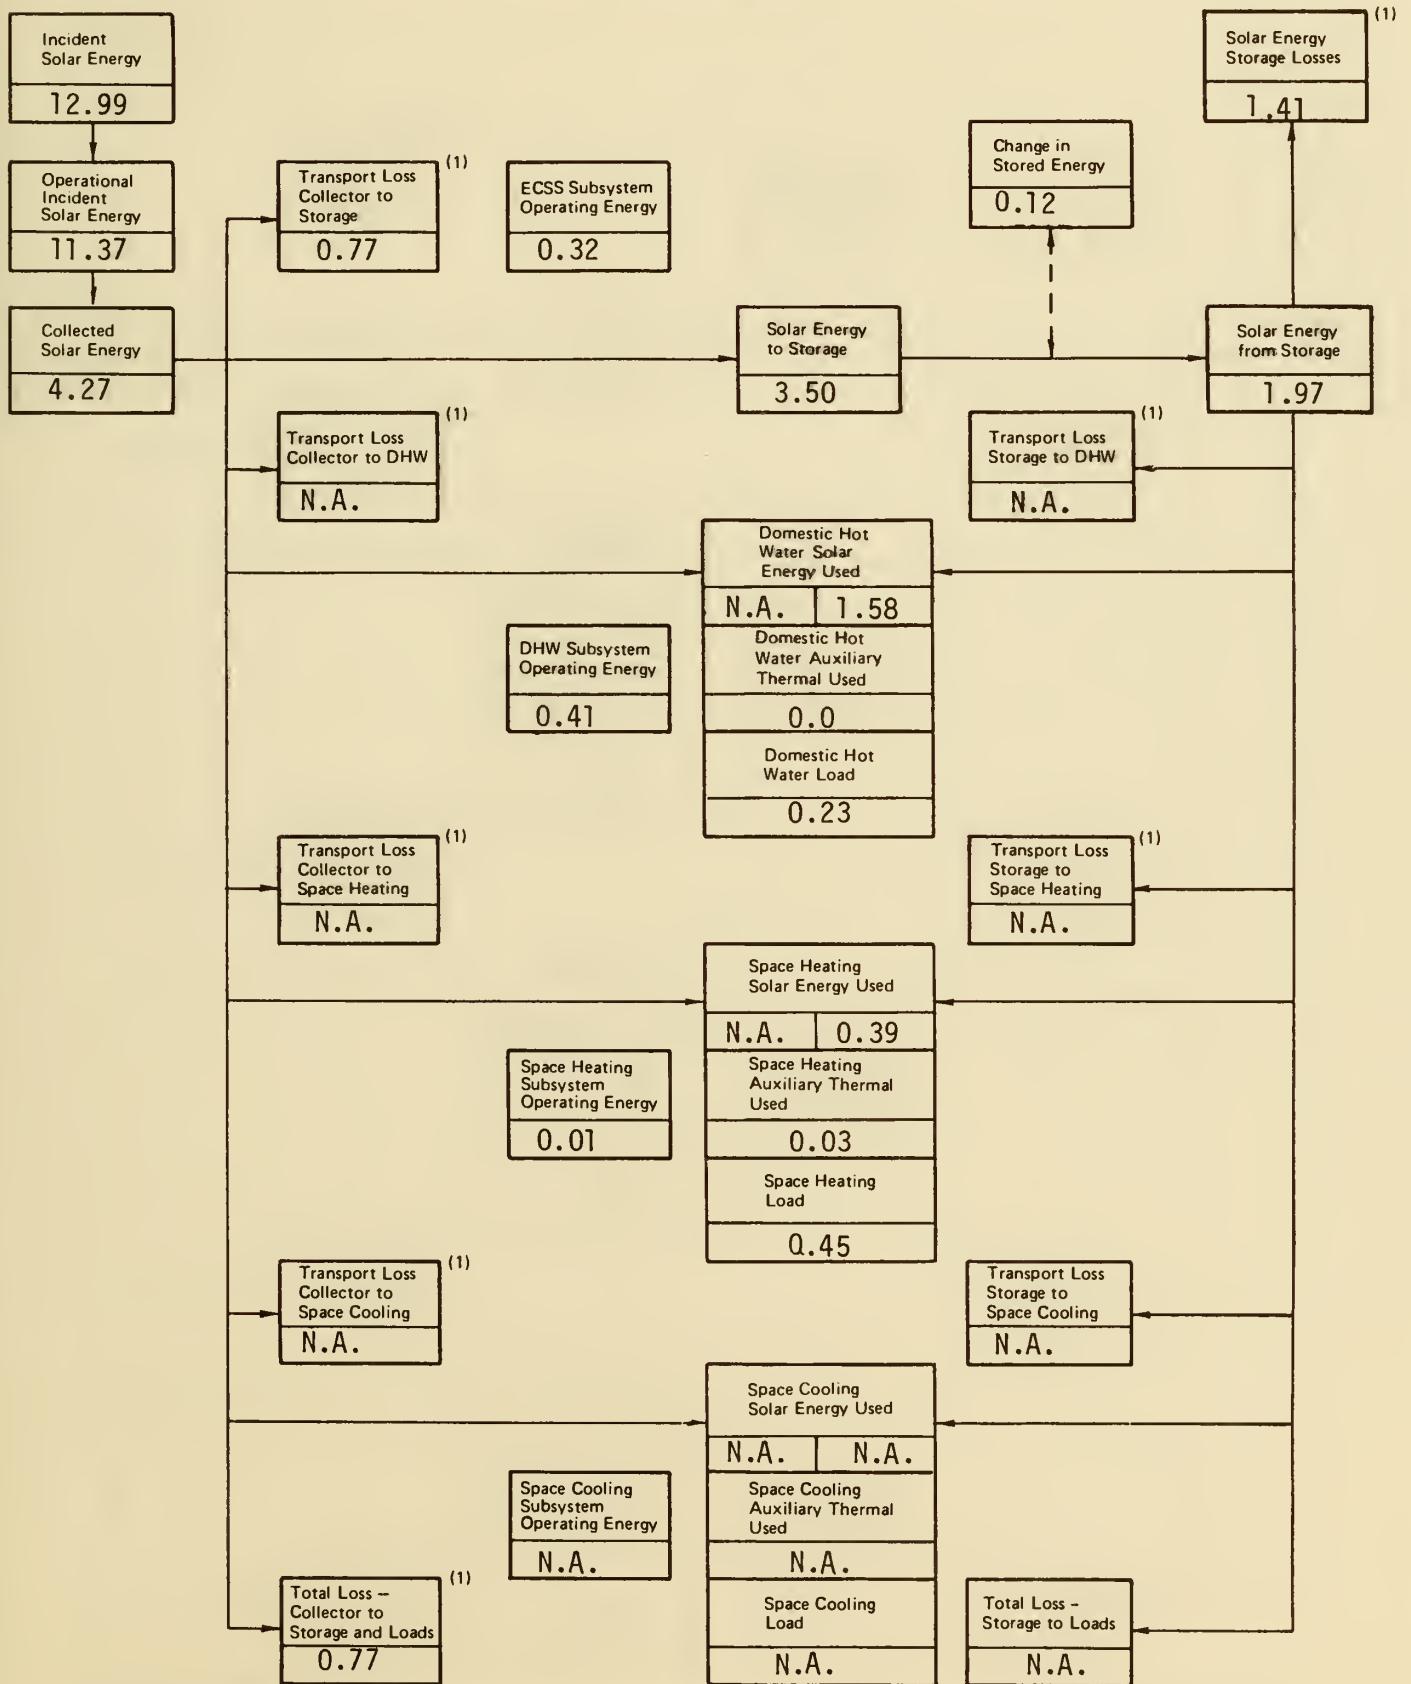 Incident
Solar Energy
12.99
Operational
Incident
Solar Energy
11.37
Collected
Solar Energy
4.27
(1)
Transport Loss
Collector to
Storage
0.77
ECSS Subsystem
Operating Energy
0.32
Solar Energy
to Storage
3.50
Change in
Stored Energy
0.12
(1)
Solar Energy
Storage Losses
1.41
Solar Energy
from Storage
1.97
(1)
Transport Loss
Collector to DHW
N.A.
(1)
Transport Loss
Storage to DHW
N.A.
Domestic Hot
Water Solar
Energy Used
N.A. 1.58
Domestic Hot
Water Auxiliary
Thermal Used
0.0
Domestic Hot
Water Load
0.23
DHW Subsystem
Operating Energy
0.41
(1)
Transport Loss
Collector to
Space Heating
N.A.
(1)
Transport Loss
Storage to
Space Heating
N.A.
Space Heating
Solar Energy Used
N.A. 0.39
Space Heating
Auxiliary Thermal
Used
0.03
Space Heating
Load
0.45
Space Heating
Subsystem
Operating Energy
0.01
(1)
Transport Loss
Collector to
Space Cooling
N.A.
Transport Loss
Storage to
Space Cooling
N.A.
Space Cooling
Solar Energy Used
N.A. N.A.
Space Cooling
Auxiliary Thermal
Used
N.A.
Space Cooling
Load
N.A.
Space Cooling
Subsystem
Operating Energy
N.A.
(1)
Total Loss –
Collector to
Storage and Loads
0.77
Total Loss –
Storage to Loads
N.A.